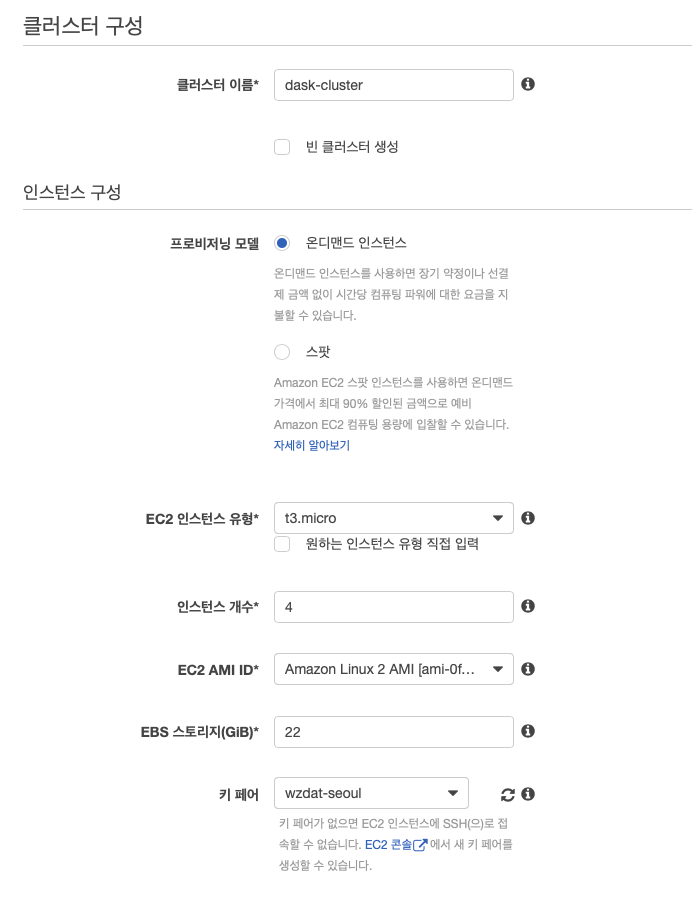 클러스터 구성
클러스터 이름* dask-cluster
빈 클러스터 생성
인스턴스 구성
프로비저닝 모델 온디맨드 인스턴스
온디맨드 인스턴스를 사용하면 장기 약정이나 선결
제 금액 없이 시간당 컴퓨팅 파워에 대한 요금을 지
불할 수 있습니다.
스팟
Amazon EC2 스팟 인스턴스를 사용하면 온디맨드
가격에서 최대 90% 할인된 금액으로 예비
Amazon EC2 컴퓨팅 용량에 입찰할 수 있습니다.
자세히 알아보기
EC2 인스턴스 유형* t3.micro
원하는 인스턴스 유형 직접 입력
인스턴스 개수* 4
EC2 AMI ID* Amazon Linux 2 AMI [ami-0f...
EBS 스토리지(GiB)* 22
키 페어 wzdat-seoul
키 페어가 없으면 EC2 인스턴스에 SSH(으)로 접
속할 수 없습니다. EC2 콘솔 에서 새 키 페어를
생성할 수 있습니다.